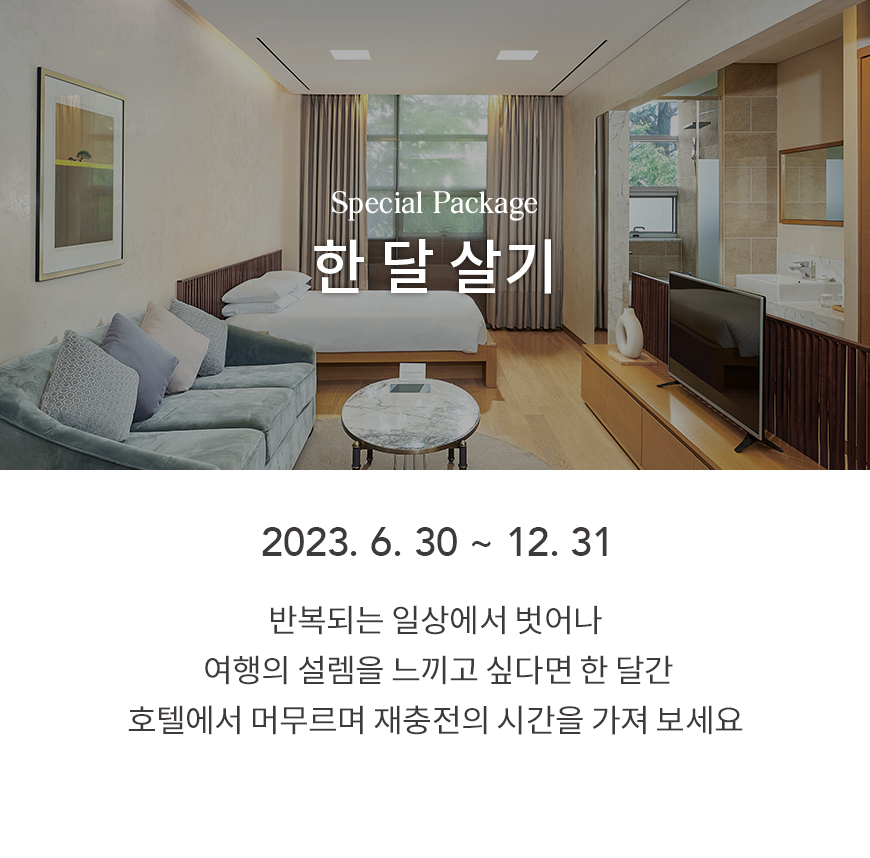 Special Package
한 달 살기
2023. 6. 30 ~ 12. 31
반복되는 일상에서 벗어나
여행의 설렘을 느끼고 싶다면 한 달간
호텔에서 머무르며 재충전의 시간을 가져 보세요